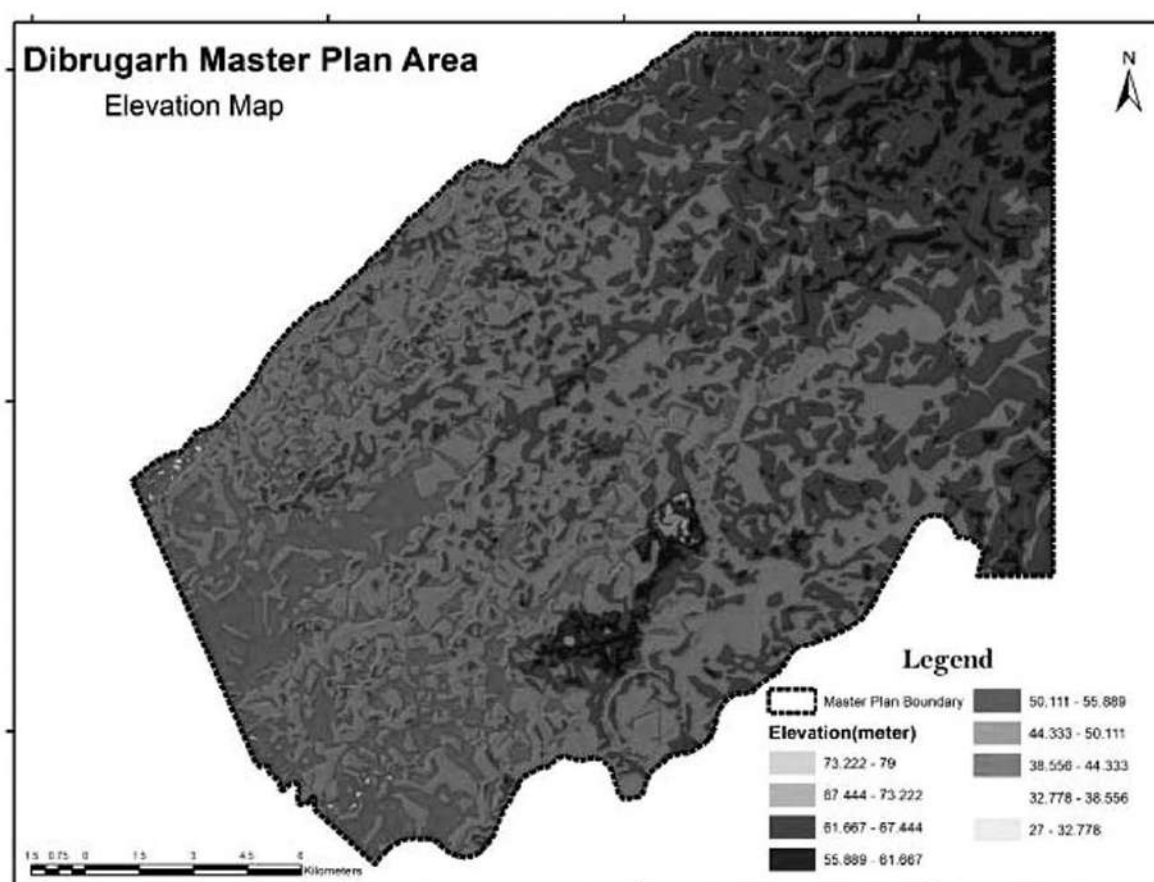 Dibrugarh Master Plan Area
Elevation Map
N
Legend
Master Plan Boundary
Elevation(meter)
73.222 - 79
67.444 - 73.222
61.667 - 67.444
55.889 - 61.667
50.111 - 55.889
44.333 - 50.111
38.556 - 44.333
32.778 - 38.556
27 - 32.778
1.5 0.75 0 1.5 3 4.5 6
Kilometers